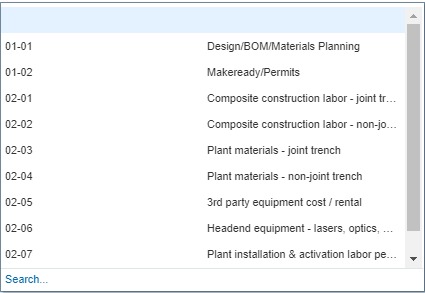 01-01 Design/BOM/Materials Planning
01-02 Makeready/Permits
02-01 Composite construction labor - joint tr...
02-02 Composite construction labor - non-jo...
02-03 Plant materials - joint trench
02-04 Plant materials - non-joint trench
02-05 3rd party equipment cost / rental
02-06 Headend equipment - lasers, optics, ...
02-07 Plant installation & activation labor pe...
Search...